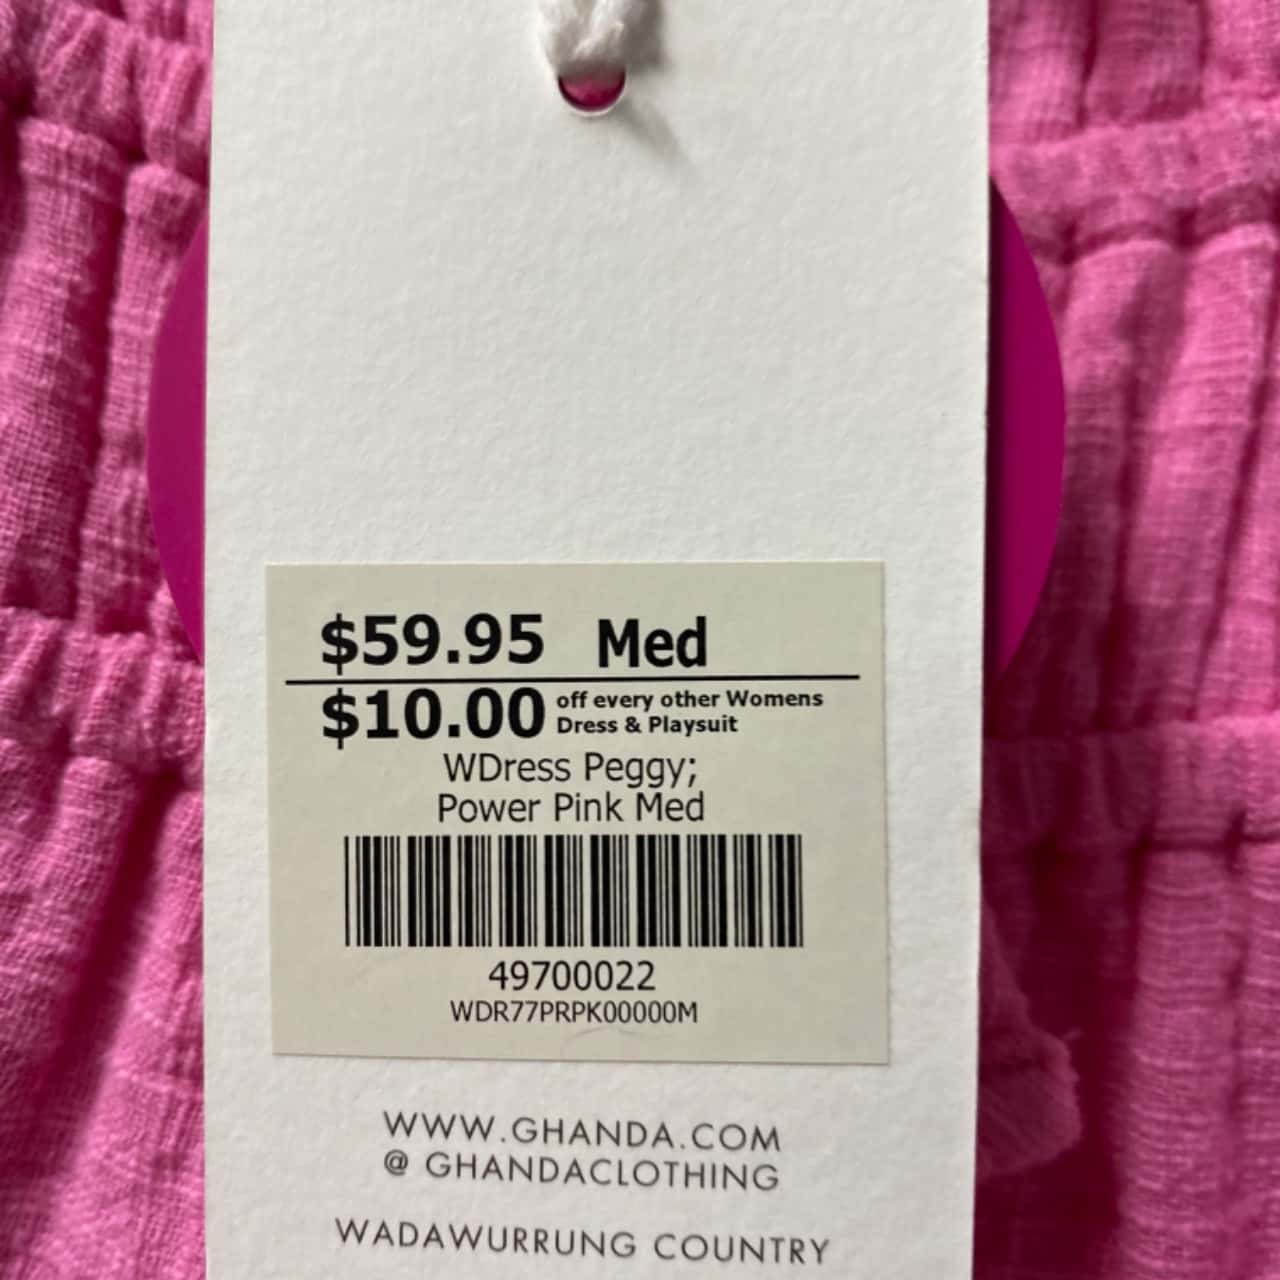 $59.95 Med
$10.00 off every other Womens
Dress & Playsuit
WDress Peggy;
Power Pink Med
49700022
WDR77PRPK00000M
WWW.GHANDA.COM
@ GHANDACLOTHING
WADAWURRUNG COUNTRY